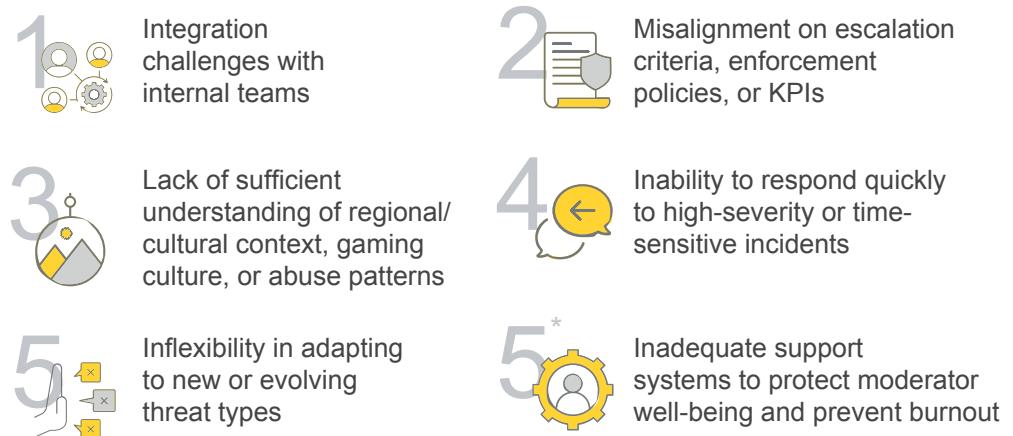 1
Integration
challenges with
internal teams
2
Misalignment on escalation
criteria, enforcement
policies, or KPIs
3
Lack of sufficient
understanding of regional/
cultural context, gaming
culture, or abuse patterns
4
Inability to respond quickly
to high-severity or time-
sensitive incidents
5
Inflexibility in adapting
to new or evolving
threat types
5*
Inadequate support
systems to protect moderator
well-being and prevent burnout